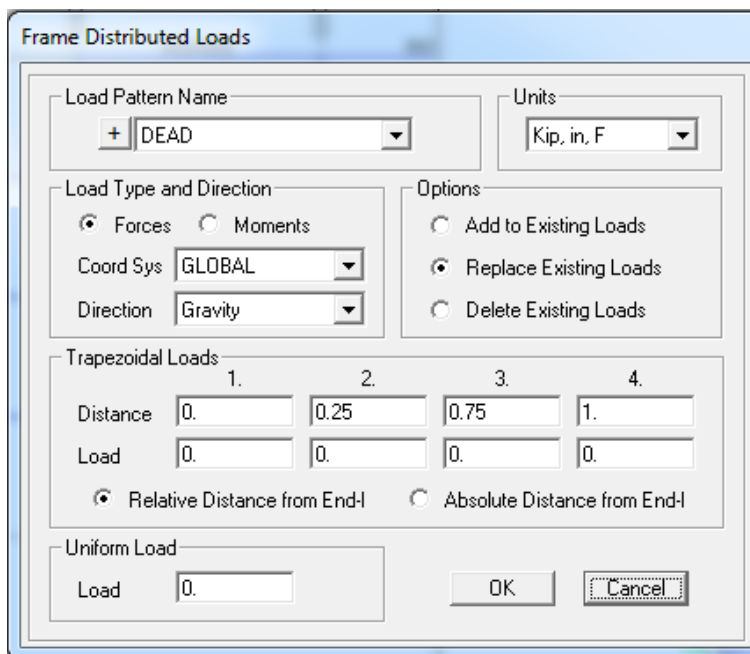 Frame Distributed Loads
Load Pattern Name
+ DEAD
Units
Kip, in, F
Load Type and Direction
Forces Moments
Coord Sys GLOBAL
Direction Gravity
Options
Add to Existing Loads
Replace Existing Loads
Delete Existing Loads
Trapezoidal Loads
1. 2. 3. 4.
Distance 0. 0.25 0.75 1.
Load 0. 0. 0. 0.
Relative Distance from End-I Absolute Distance from End-I
Uniform Load
Load 0.
OK Cancel